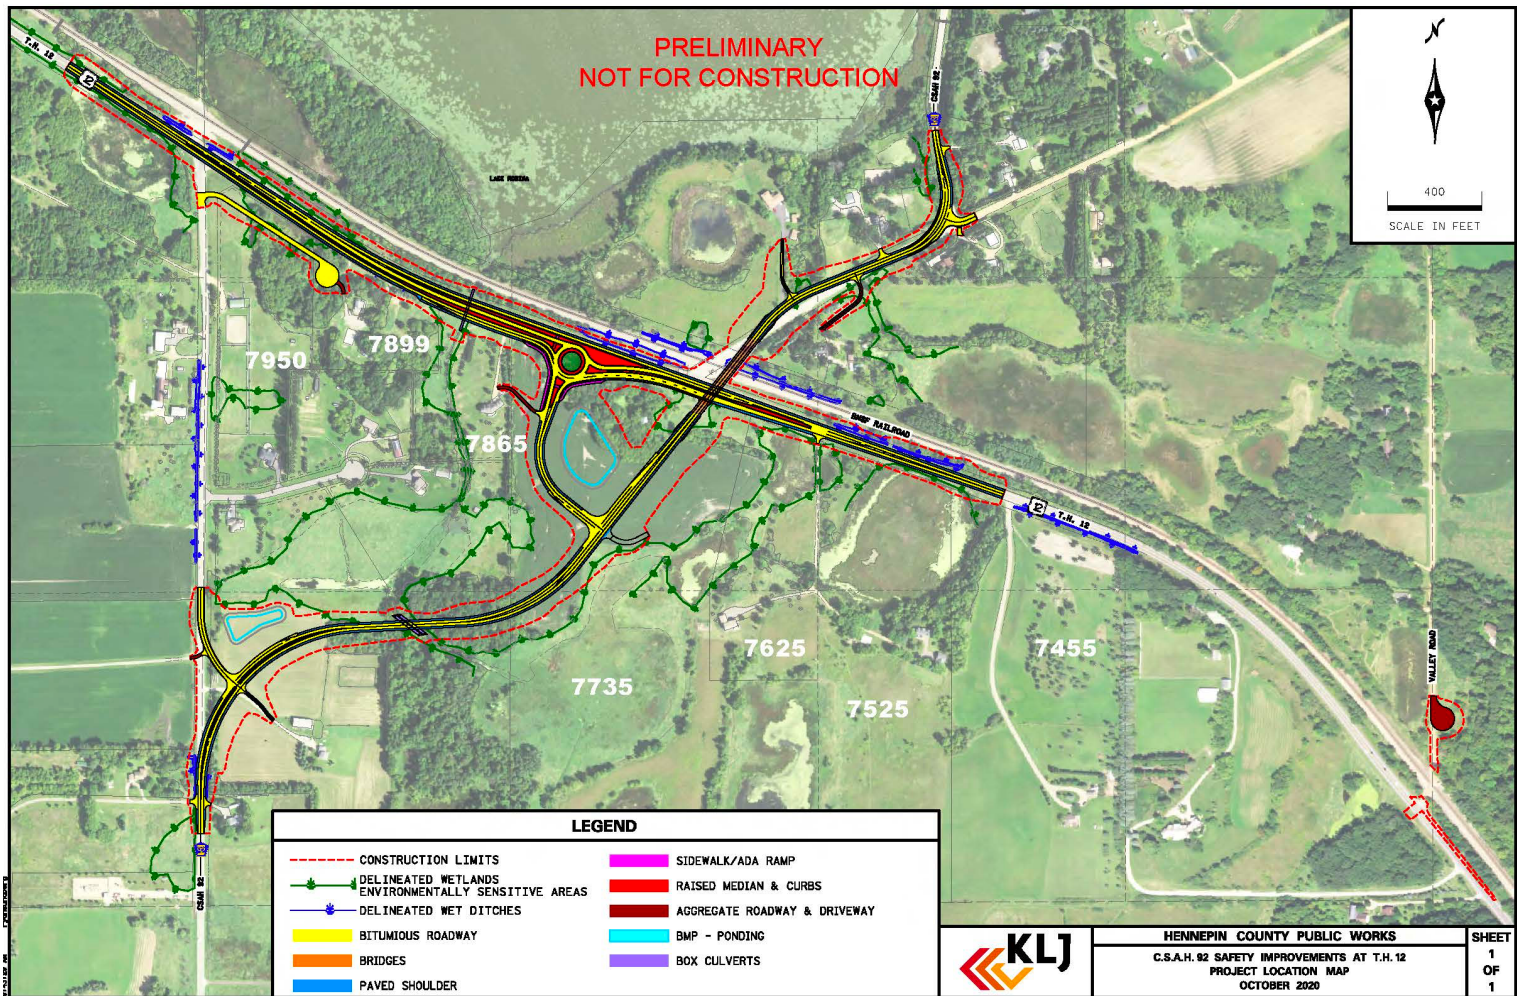 PRELIMINARY
NOT FOR CONSTRUCTION
T.H. 12
12
CSAH 92
LAKE REBECCA
400
SCALE IN FEET
7950
7899
7865
BNSF RAILROAD
12
T.H. 12
7735
7625
7525
7455
VALLEY ROAD
CSAH 92
LEGEND
CONSTRUCTION LIMITS
DELINEATED WETLANDS
ENVIRONMENTALLY SENSITIVE AREAS
DELINEATED WET DITCHES
BITUMIOUS ROADWAY
BRIDGES
PAVED SHOULDER
SIDEWALK/ADA RAMP
RAISED MEDIAN & CURBS
AGGREGATE ROADWAY & DRIVEWAY
BMP - PONDING
BOX CULVERTS
KLJ
HENNEPIN COUNTY PUBLIC WORKS
C.S.A.H. 92 SAFETY IMPROVEMENTS AT T.H. 12
PROJECT LOCATION MAP
OCTOBER 2020
SHEET
1
OF
1